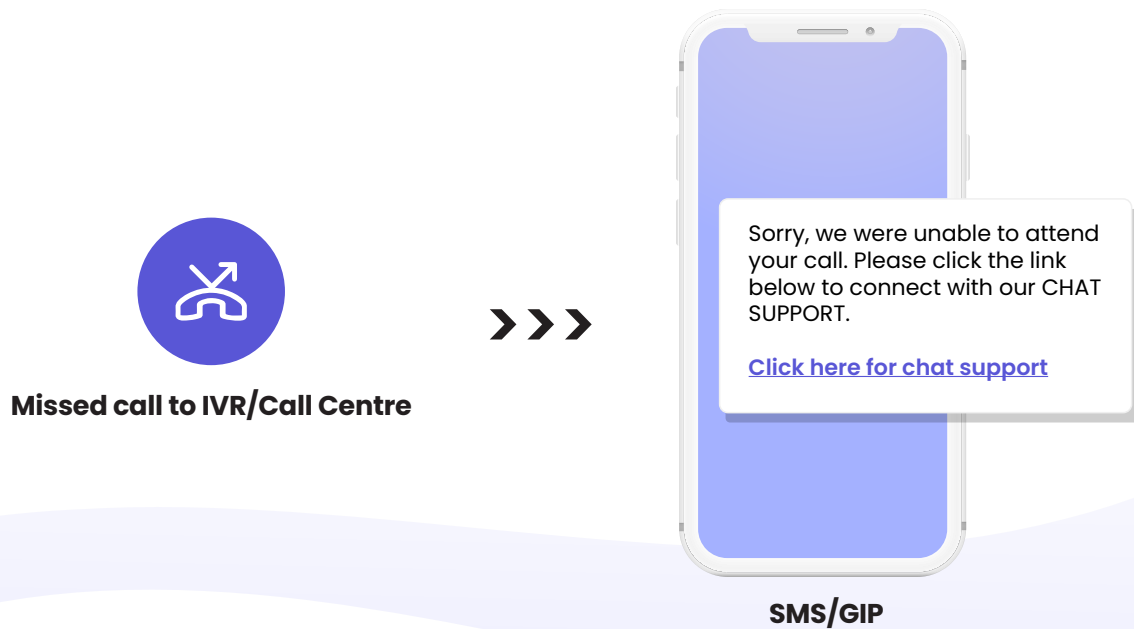 Sorry, we were unable to attend
your call. Please click the link
below to connect with our CHAT
SUPPORT.
Click here for chat support
Missed call to IVR/Call Centre
SMS/GIP